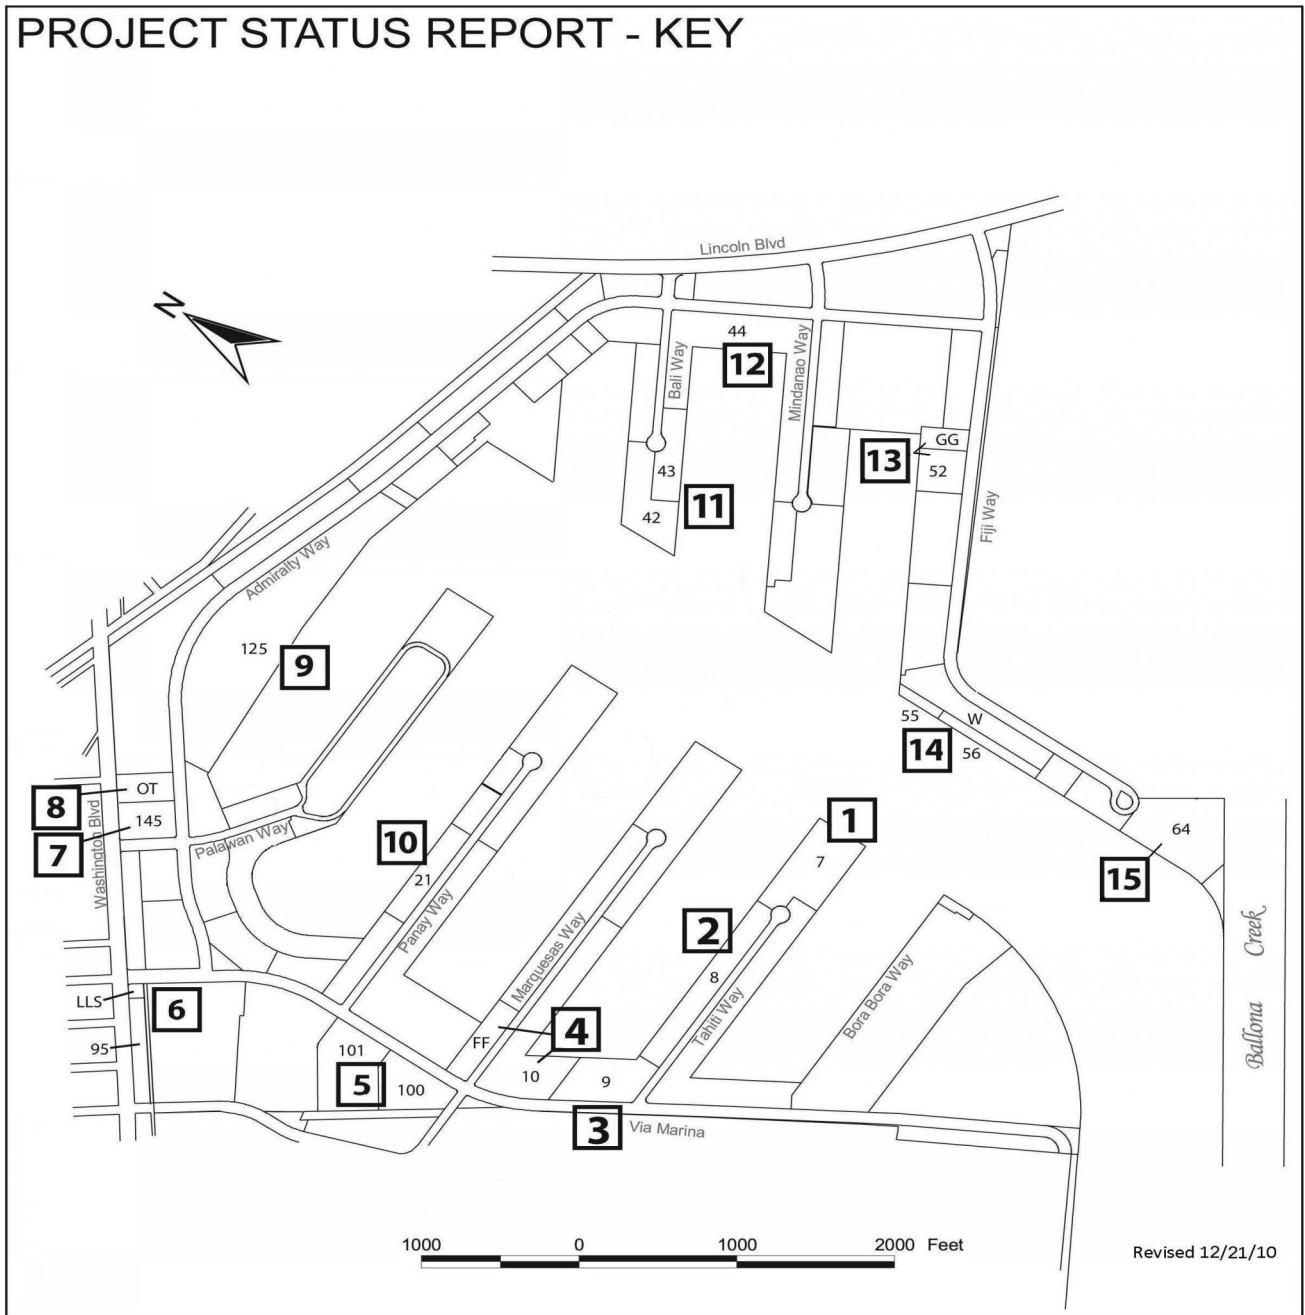 PROJECT STATUS REPORT - KEY
Lincoln Blvd
N
44
12
Bali Way
Mindanao Way
GG
13
52
43
11
42
Fiji Way
Admiralty Way
125
9
55
W
14
56
OT
8
145
7
Washington Blvd
Palawan Way
10
21
1
7
64
15
Panay Way
Marquesas Way
2
8
Tahiti Way
Bora Bora Way
Ballona Creek
LLS
6
95
101
5
100
FF
4
10
9
3
Via Marina
1000 0 1000 2000 Feet
Revised 12/21/10